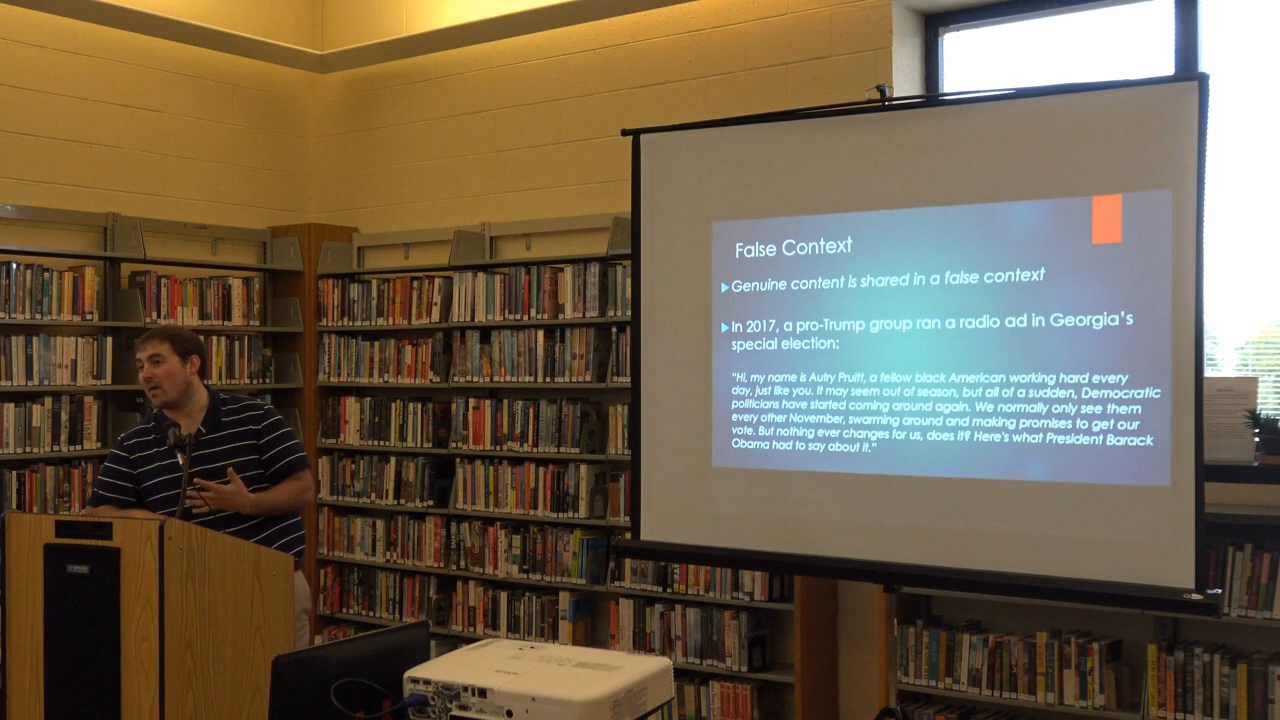 False Context
Genuine content is shared in a false context
In 2017, a pro-Trump group ran a radio ad in Georgia's
special election:
"Hi, my name is Autry Pruitt, a fellow black American working hard every
day, just like you. It may seem out of season, but all of a sudden, Democratic
politicians have started coming around again. We normally only see them
every other November, swarming around and making promises to get our
vote. But nothing ever changes for us, does it? Here's what President Barack
Obama had to say about it."
EPSON